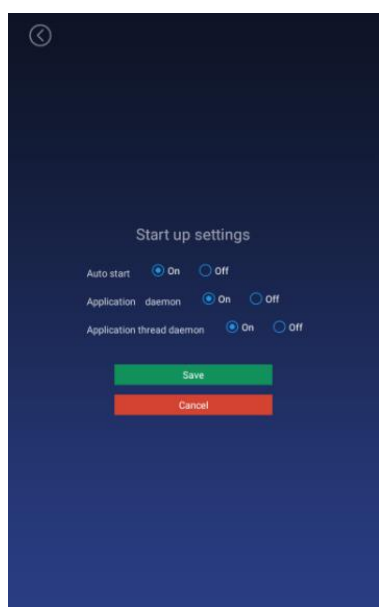 Start up settings
Auto start On Off
Application daemon On Off
Application thread daemon On Off
Save
Cancel